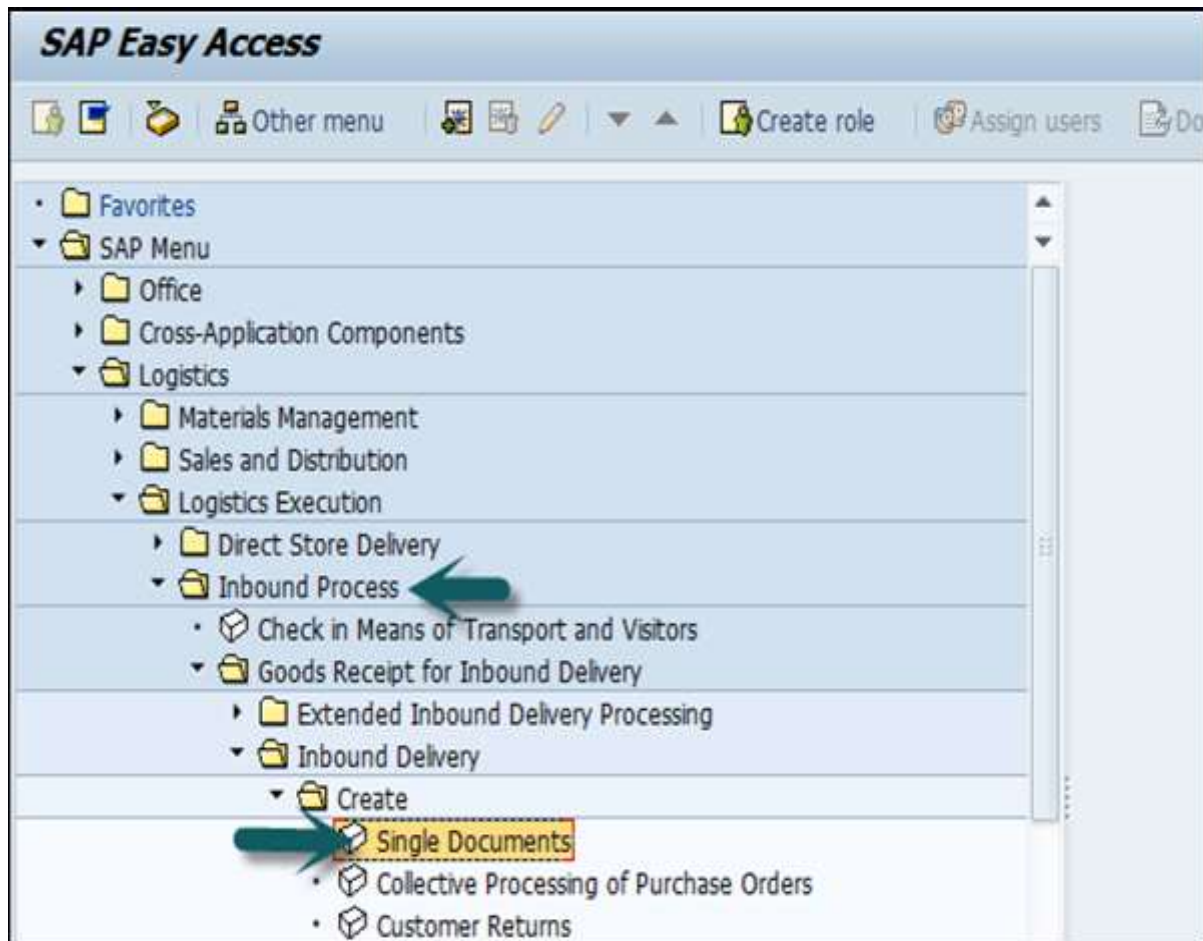 SAP Easy Access
Other menu Create role Assign users Do
Favorites
SAP Menu
Office
Cross-Application Components
Logistics
Materials Management
Sales and Distribution
Logistics Execution
Direct Store Delivery
Inbound Process
Check in Means of Transport and Visitors
Goods Receipt for Inbound Delivery
Extended Inbound Delivery Processing
Inbound Delivery
Create
Single Documents
Collective Processing of Purchase Orders
Customer Returns